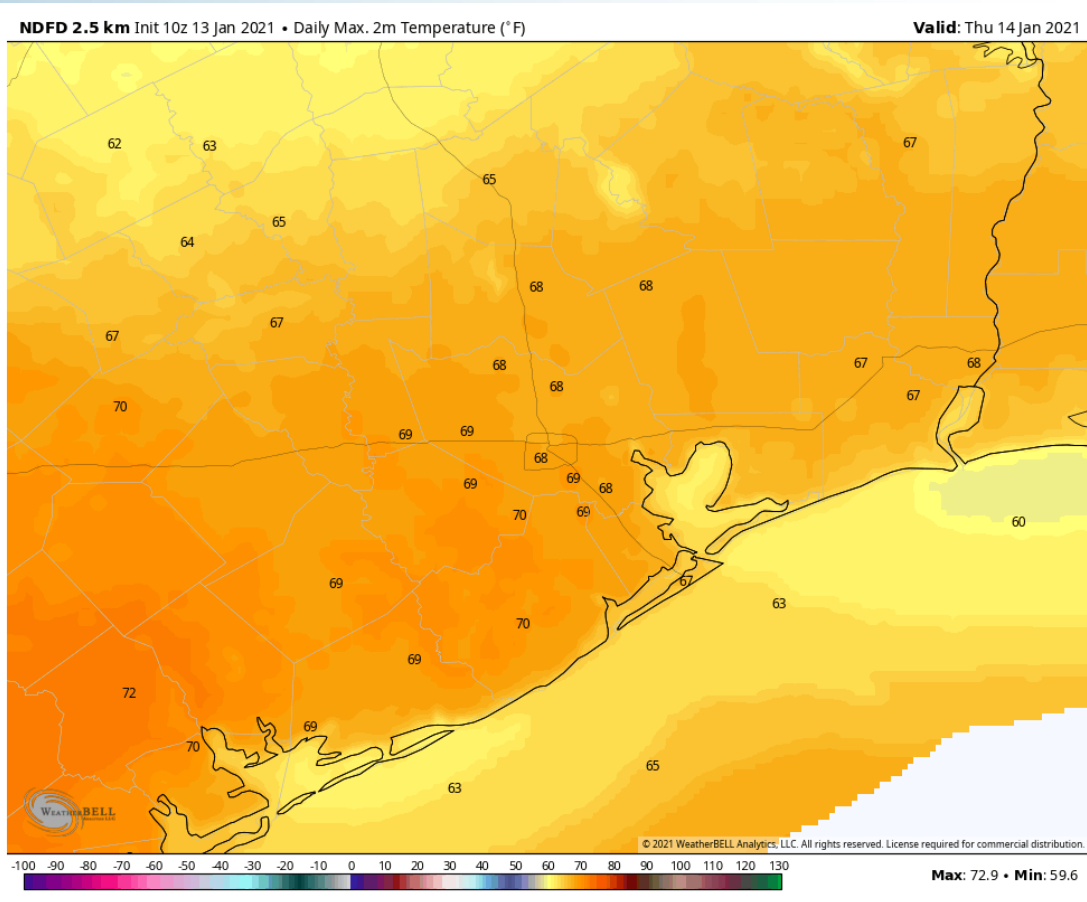 NDFD 2.5 km Init 10z 13 Jan 2021 • Daily Max. 2m Temperature (°F) Valid: Thu 14 Jan 2021
62 63 67
65
65
64
68 68
67 67
68 67 68
68 67
70
69 69
68
69 69 68
70 69 60
69 67
63
70
69
72
69
70
65
63
WEATHERBELL
© 2021 WeatherBELL Analytics, LLC. All rights reserved. License required for commercial distribution.
-100 -90 -80 -70 -60 -50 -40 -30 -20 -10 0 10 20 30 40 50 60 70 80 90 100 110 120 130
Max: 72.9 • Min: 59.6